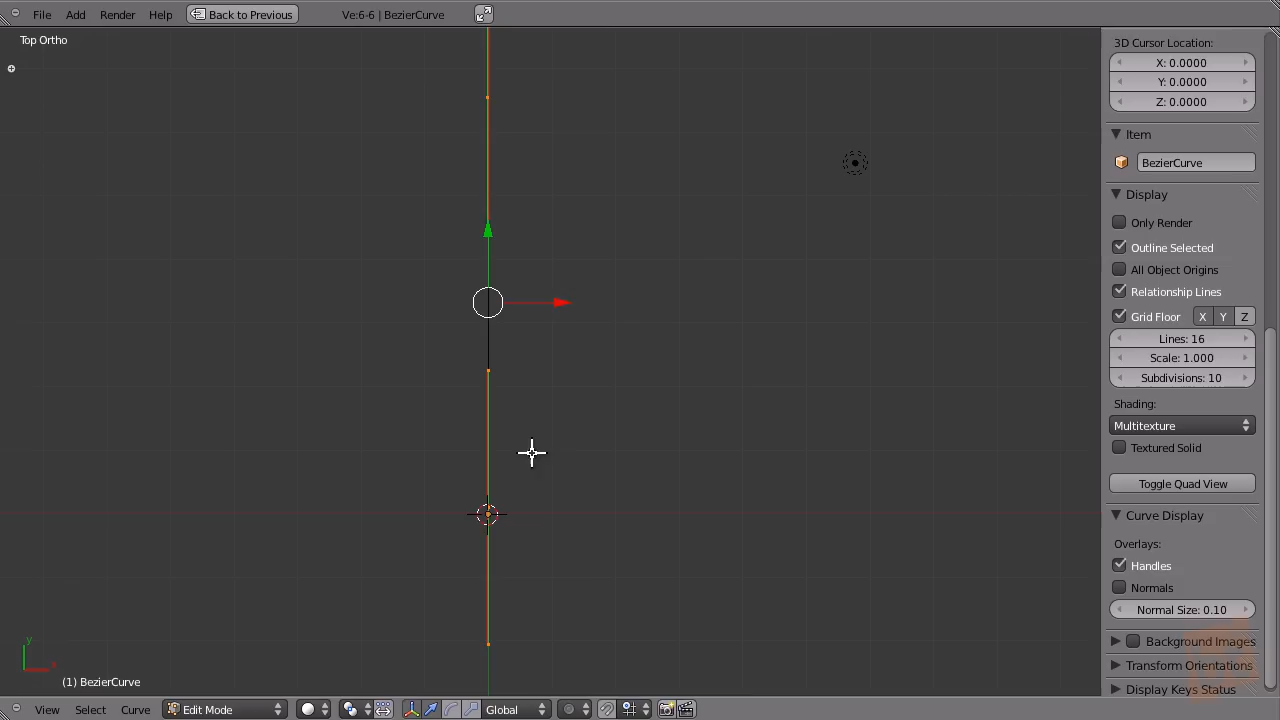 File Add Render Help Back to Previous Ve:6-6 | BezierCurve
Top Ortho
3D Cursor Location:
X: 0.0000
Y: 0.0000
Z: 0.0000
Item
BezierCurve
Display
Only Render
Outline Selected
All Object Origins
Relationship Lines
Grid Floor X Y Z
Lines: 16
Scale: 1.000
Subdivisions: 10
Shading:
Multitexture
Textured Solid
Toggle Quad View
Curve Display
Overlays:
Handles
Normals
Normal Size: 0.10
Background Images
Transform Orientations
Display Keys Status
y
x
(1) BezierCurve
View Select Curve Edit Mode Global